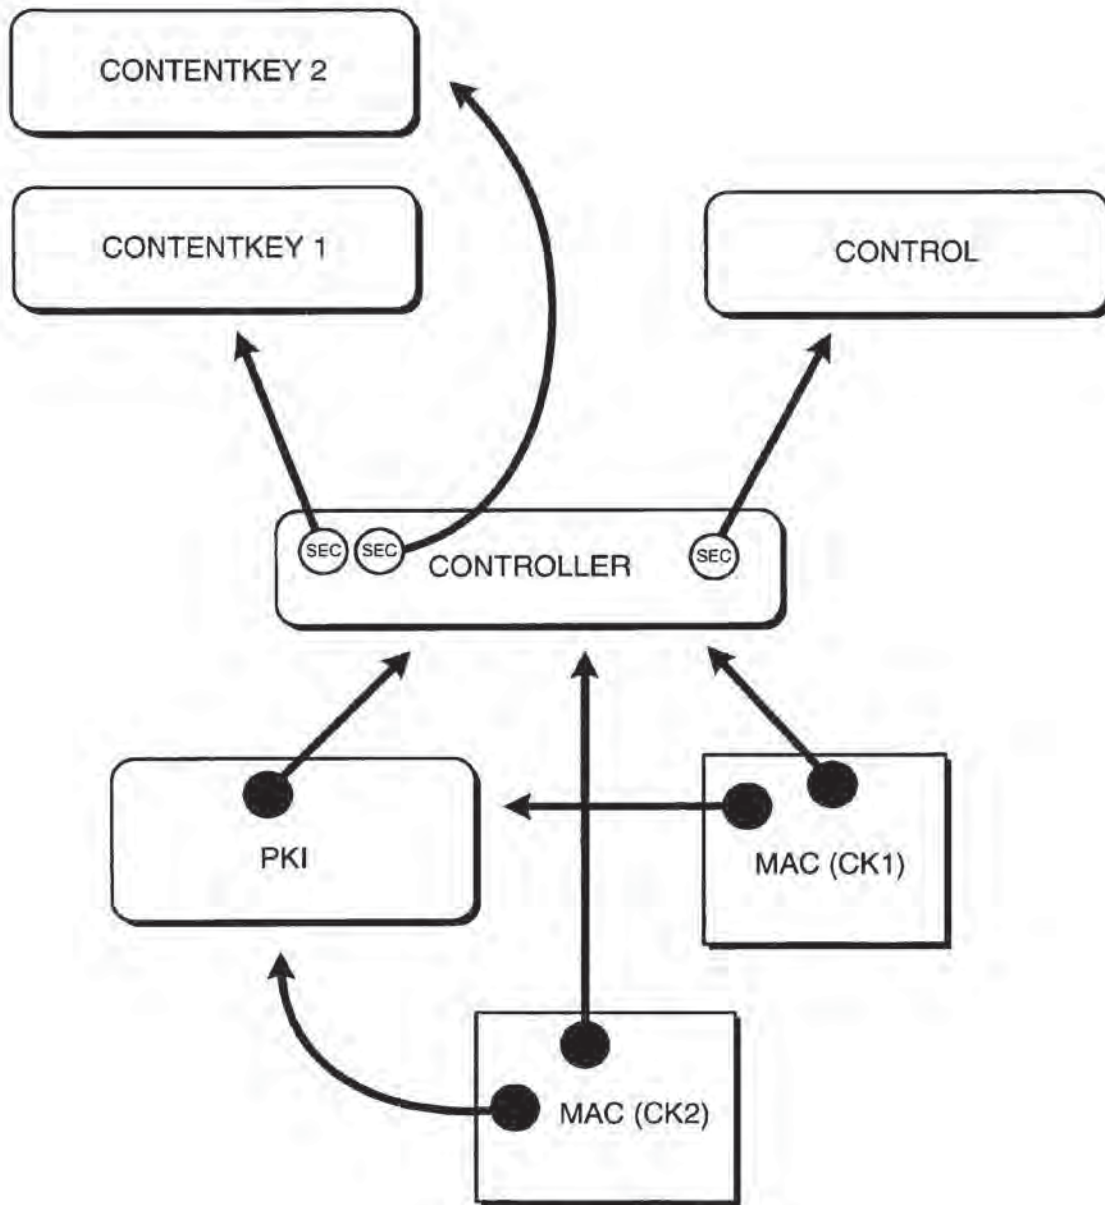 CONTENTKEY 2
CONTENTKEY 1
CONTROL
SEC
SEC
CONTROLLER
SEC
PKI
MAC (CK1)
MAC (CK2)